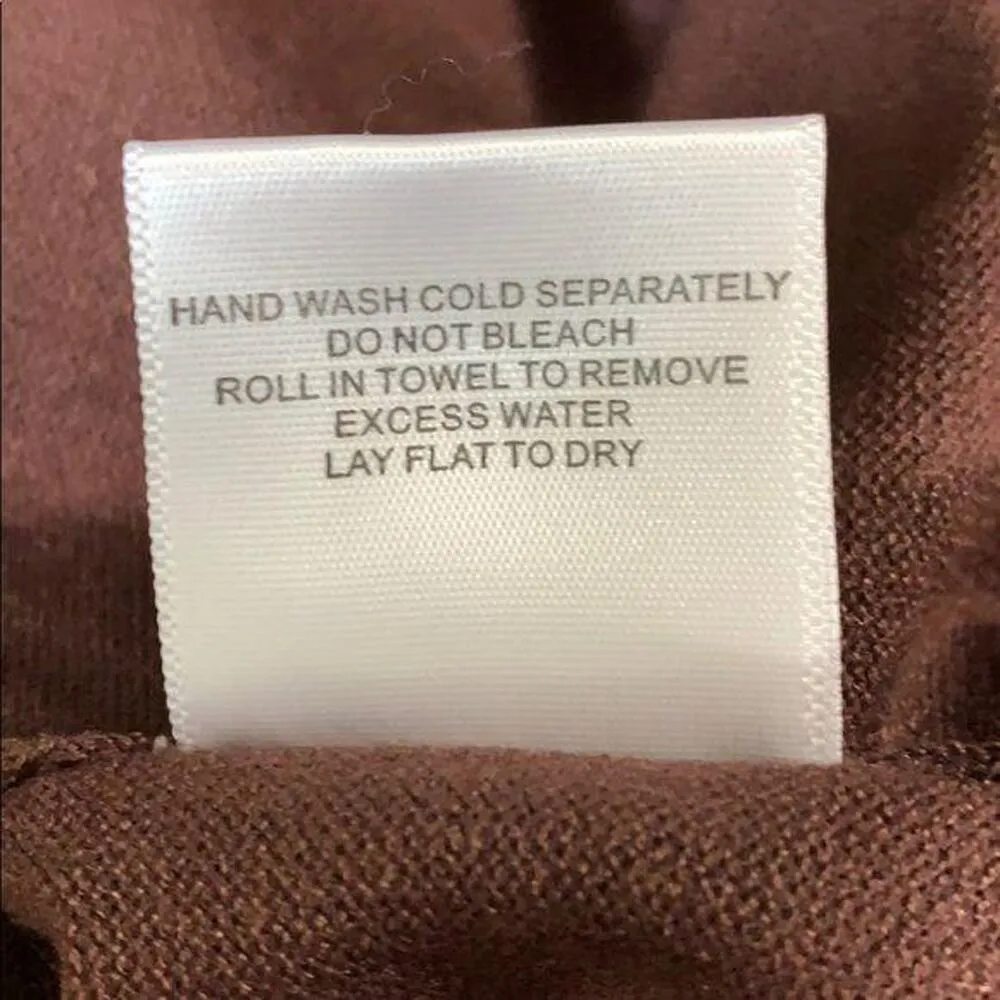 HAND WASH COLD SEPARATELY
DO NOT BLEACH
ROLL IN TOWEL TO REMOVE
EXCESS WATER
LAY FLAT TO DRY